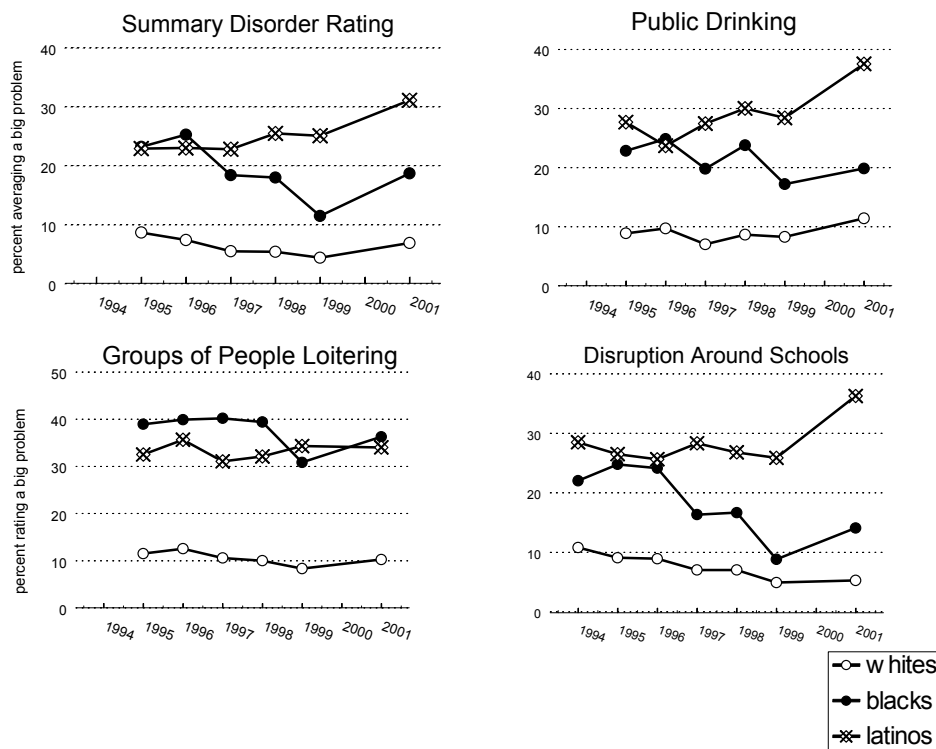 Summary Disorder Rating
percent averaging a big problem
40
30
20
10
0
1994 1995 1996 1997 1998 1999 2000 2001
Public Drinking
40
30
20
10
0
1994 1995 1996 1997 1998 1999 2000 2001
Groups of People Loitering
percent rating a big problem
50
40
30
20
10
0
1994 1995 1996 1997 1998 1999 2000 2001
Disruption Around Schools
40
30
20
10
0
1994 1995 1996 1997 1998 1999 2000 2001
w hites
blacks
latinos